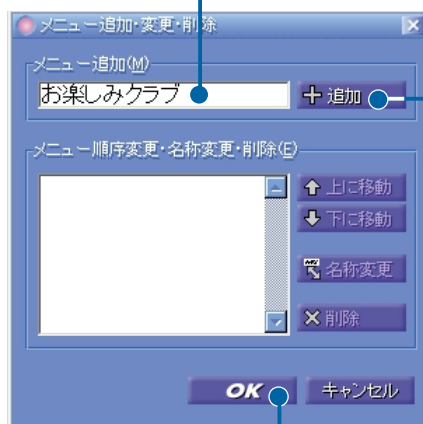 メニュー追加・変更・削除
メニュー追加(M)
お楽しみクラブ
追加
メニュー順序変更・名称変更・削除(E)
上に移動
下に移動
名称変更
削除
OK
キャンセル